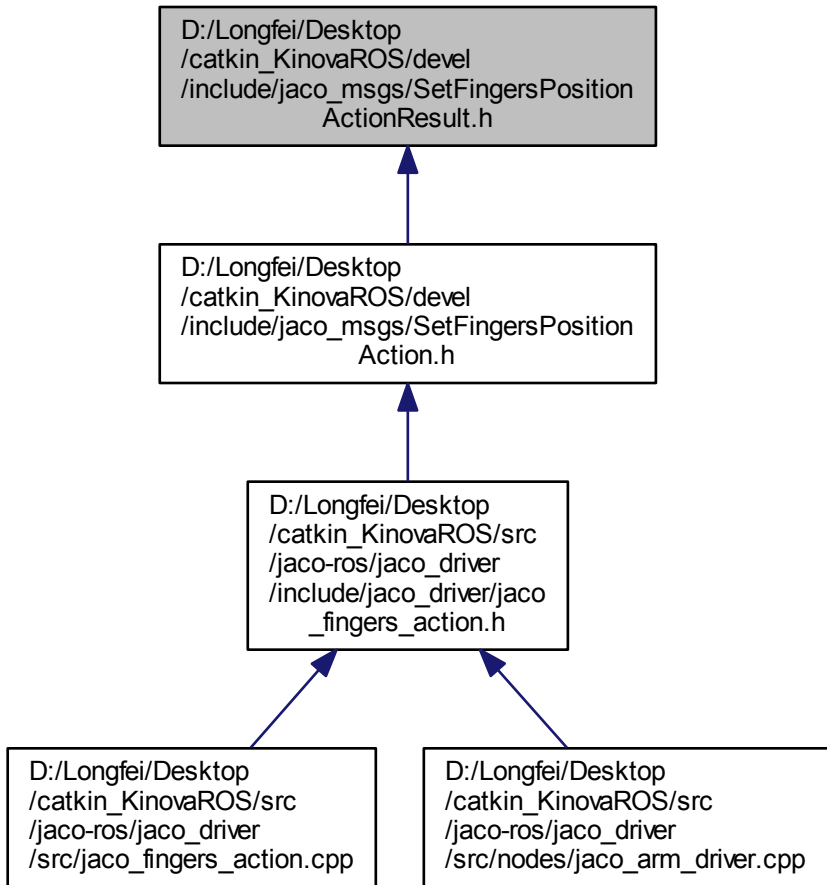 D:/Longfei/Desktop
/catkin_KinovaROS/devel
/include/jaco_msgs/SetFingersPosition
ActionResult.h
D:/Longfei/Desktop
/catkin_KinovaROS/devel
/include/jaco_msgs/SetFingersPosition
Action.h
D:/Longfei/Desktop
/catkin_KinovaROS/src
/jaco-ros/jaco_driver
/include/jaco_driver/jaco
_fingers_action.h
D:/Longfei/Desktop
/catkin_KinovaROS/src
/jaco-ros/jaco_driver
/src/jaco_fingers_action.cpp
D:/Longfei/Desktop
/catkin_KinovaROS/src
/jaco-ros/jaco_driver
/src/nodes/jaco_arm_driver.cpp